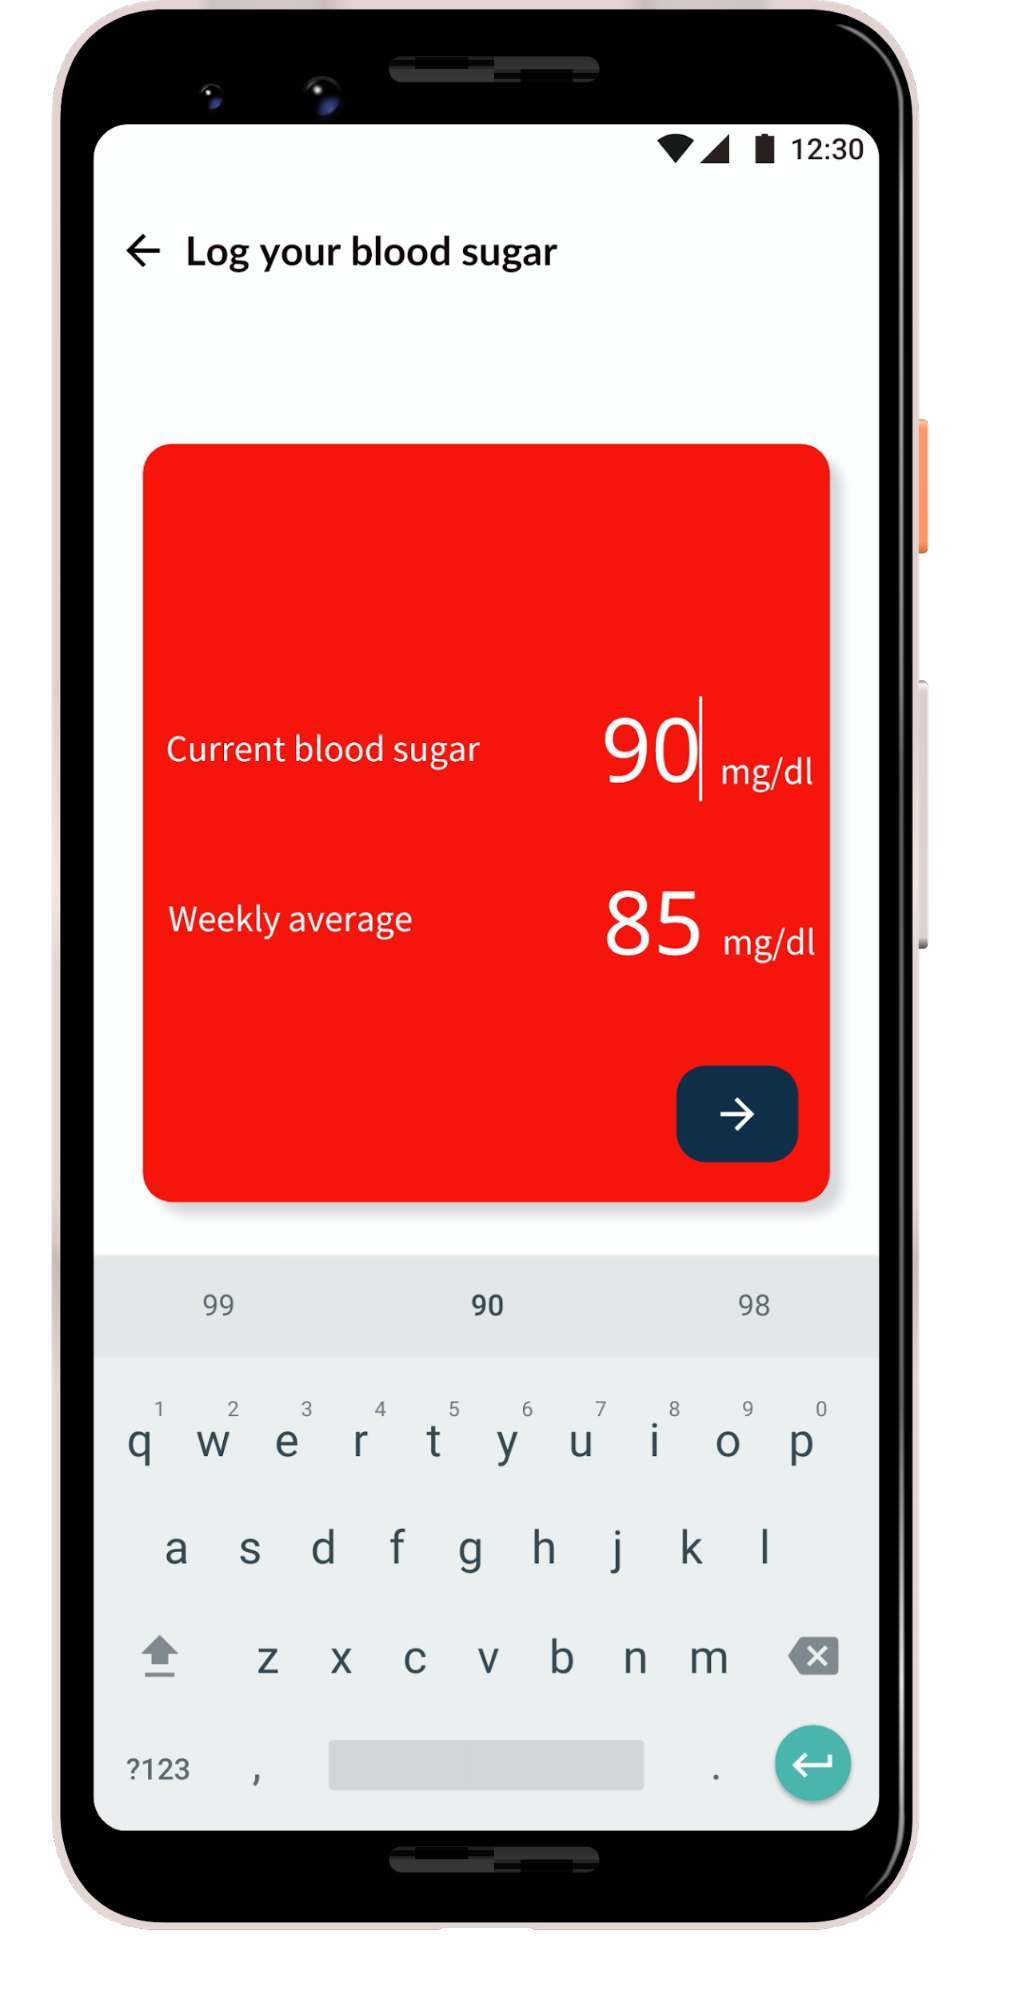 12:30
Log your blood sugar
Current blood sugar 90 mg/dl
Weekly average 85 mg/dl
99 90 98
1 2 3 4 5 6 7 8 9 0
q w e r t y u i o p
a s d f g h j k l
z x c v b n m
?123 , .